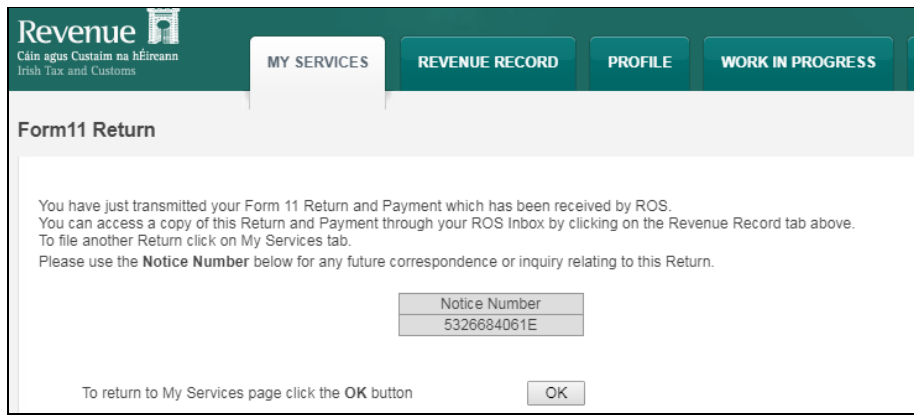 Revenue
Cáin agus Custaim na hÉireann
Irish Tax and Customs
MY SERVICES
REVENUE RECORD
PROFILE
WORK IN PROGRESS
Form11 Return
You have just transmitted your Form 11 Return and Payment which has been received by ROS.
You can access a copy of this Return and Payment through your ROS Inbox by clicking on the Revenue Record tab above.
To file another Return click on My Services tab.
Please use the Notice Number below for any future correspondence or inquiry relating to this Return.
Notice Number
5326684061E
To return to My Services page click the OK button
OK